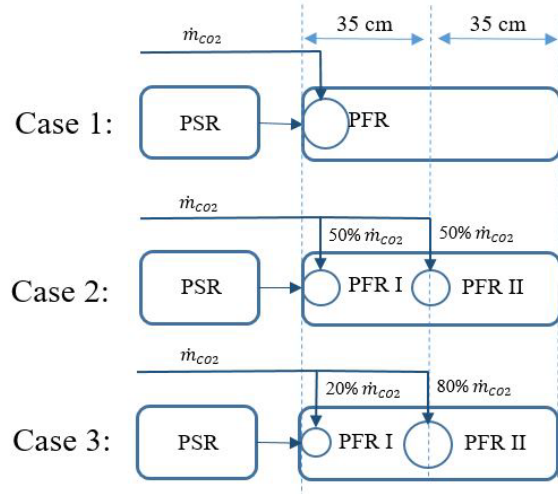 35 cm 35 cm
ṁCO2
Case 1: PSR PFR
ṁCO2
50% ṁCO2 50% ṁCO2
Case 2: PSR PFR I PFR II
ṁCO2
20% ṁCO2 80% ṁCO2
Case 3: PSR PFR I PFR II